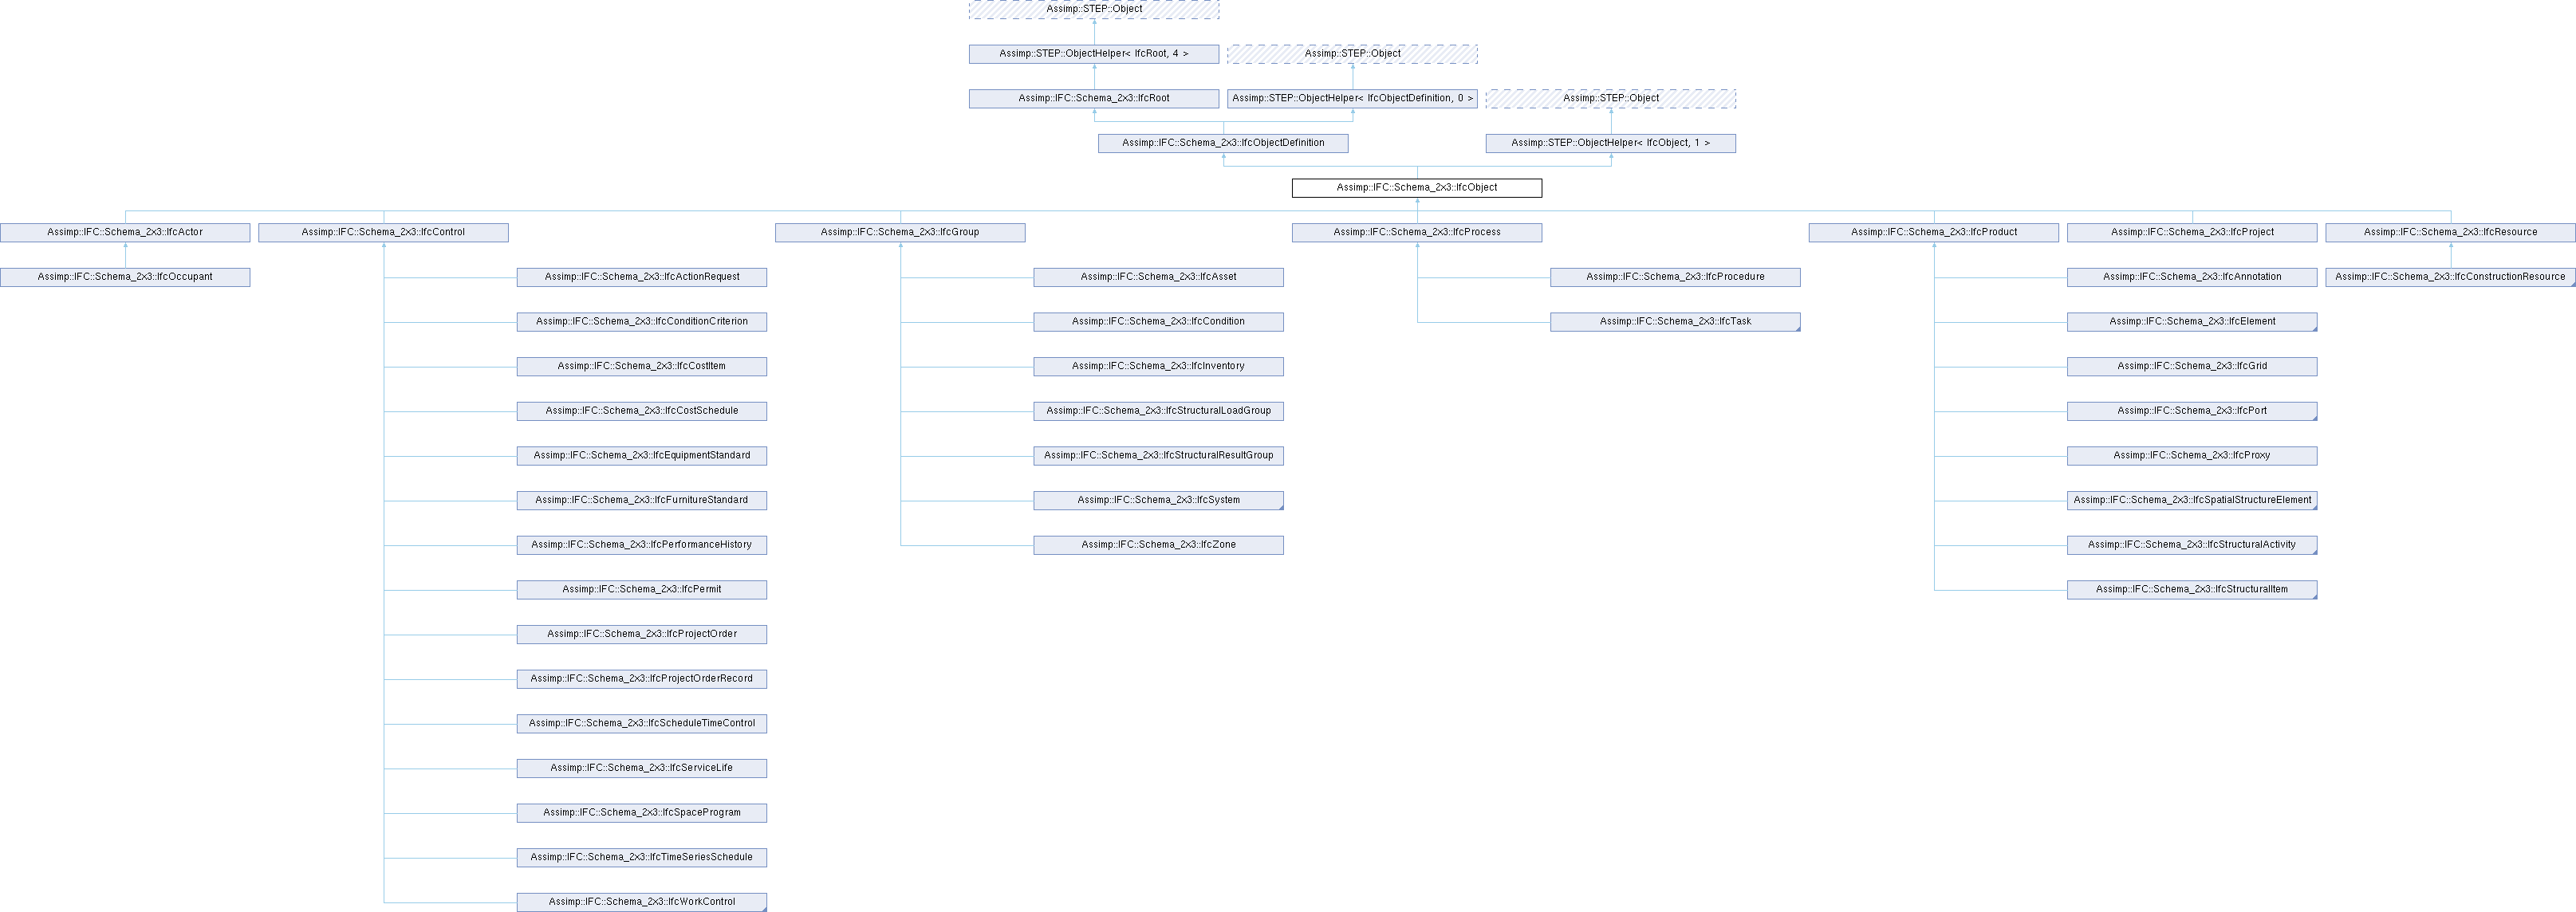 Assimp::STEP::Object
Assimp::STEP::ObjectHelper< IfcRoot, 4 >
Assimp::STEP::Object
Assimp::IFC::Schema_2x3::IfcRoot
Assimp::STEP::ObjectHelper< IfcObjectDefinition, 0 >
Assimp::STEP::Object
Assimp::IFC::Schema_2x3::IfcObjectDefinition
Assimp::STEP::ObjectHelper< IfcObject, 1 >
Assimp::IFC::Schema_2x3::IfcObject
Assimp::IFC::Schema_2x3::IfcActor
Assimp::IFC::Schema_2x3::IfcControl
Assimp::IFC::Schema_2x3::IfcGroup
Assimp::IFC::Schema_2x3::IfcProcess
Assimp::IFC::Schema_2x3::IfcProduct
Assimp::IFC::Schema_2x3::IfcProject
Assimp::IFC::Schema_2x3::IfcResource
Assimp::IFC::Schema_2x3::IfcOccupant
Assimp::IFC::Schema_2x3::IfcActionRequest
Assimp::IFC::Schema_2x3::IfcAsset
Assimp::IFC::Schema_2x3::IfcProcedure
Assimp::IFC::Schema_2x3::IfcAnnotation
Assimp::IFC::Schema_2x3::IfcConstructionResource
Assimp::IFC::Schema_2x3::IfcConditionCriterion
Assimp::IFC::Schema_2x3::IfcCondition
Assimp::IFC::Schema_2x3::IfcTask
Assimp::IFC::Schema_2x3::IfcElement
Assimp::IFC::Schema_2x3::IfcCostItem
Assimp::IFC::Schema_2x3::IfcInventory
Assimp::IFC::Schema_2x3::IfcGrid
Assimp::IFC::Schema_2x3::IfcCostSchedule
Assimp::IFC::Schema_2x3::IfcStructuralLoadGroup
Assimp::IFC::Schema_2x3::IfcPort
Assimp::IFC::Schema_2x3::IfcEquipmentStandard
Assimp::IFC::Schema_2x3::IfcStructuralResultGroup
Assimp::IFC::Schema_2x3::IfcProxy
Assimp::IFC::Schema_2x3::IfcFurnitureStandard
Assimp::IFC::Schema_2x3::IfcSystem
Assimp::IFC::Schema_2x3::IfcSpatialStructureElement
Assimp::IFC::Schema_2x3::IfcPerformanceHistory
Assimp::IFC::Schema_2x3::IfcZone
Assimp::IFC::Schema_2x3::IfcStructuralActivity
Assimp::IFC::Schema_2x3::IfcPermit
Assimp::IFC::Schema_2x3::IfcStructuralItem
Assimp::IFC::Schema_2x3::IfcProjectOrder
Assimp::IFC::Schema_2x3::IfcProjectOrderRecord
Assimp::IFC::Schema_2x3::IfcScheduleTimeControl
Assimp::IFC::Schema_2x3::IfcServiceLife
Assimp::IFC::Schema_2x3::IfcSpaceProgram
Assimp::IFC::Schema_2x3::IfcTimeSeriesSchedule
Assimp::IFC::Schema_2x3::IfcWorkControl